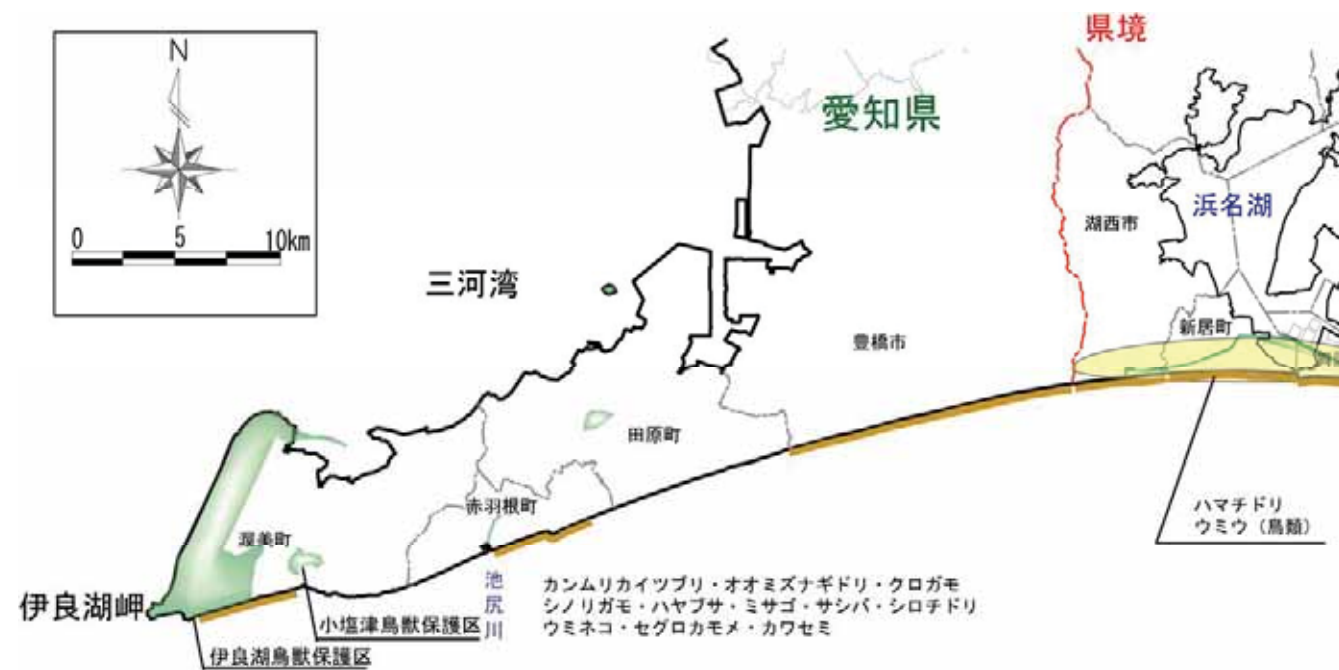 県境
N
愛知県
0 5 10km
浜名湖
湖西市
三河湾
新居町
豊橋市
田原町
赤羽根町
渥美町
ハマチドリ
ウミウ(鳥類)
池尻川
カンムリカイツブリ・オオミズナギドリ・クロガモ
シノリガモ・ハヤブサ・ミサゴ・サシバ・シロチドリ
ウミネコ・セグロカモメ・カワセミ
伊良湖岬
小塩津鳥獣保護区
伊良湖鳥獣保護区